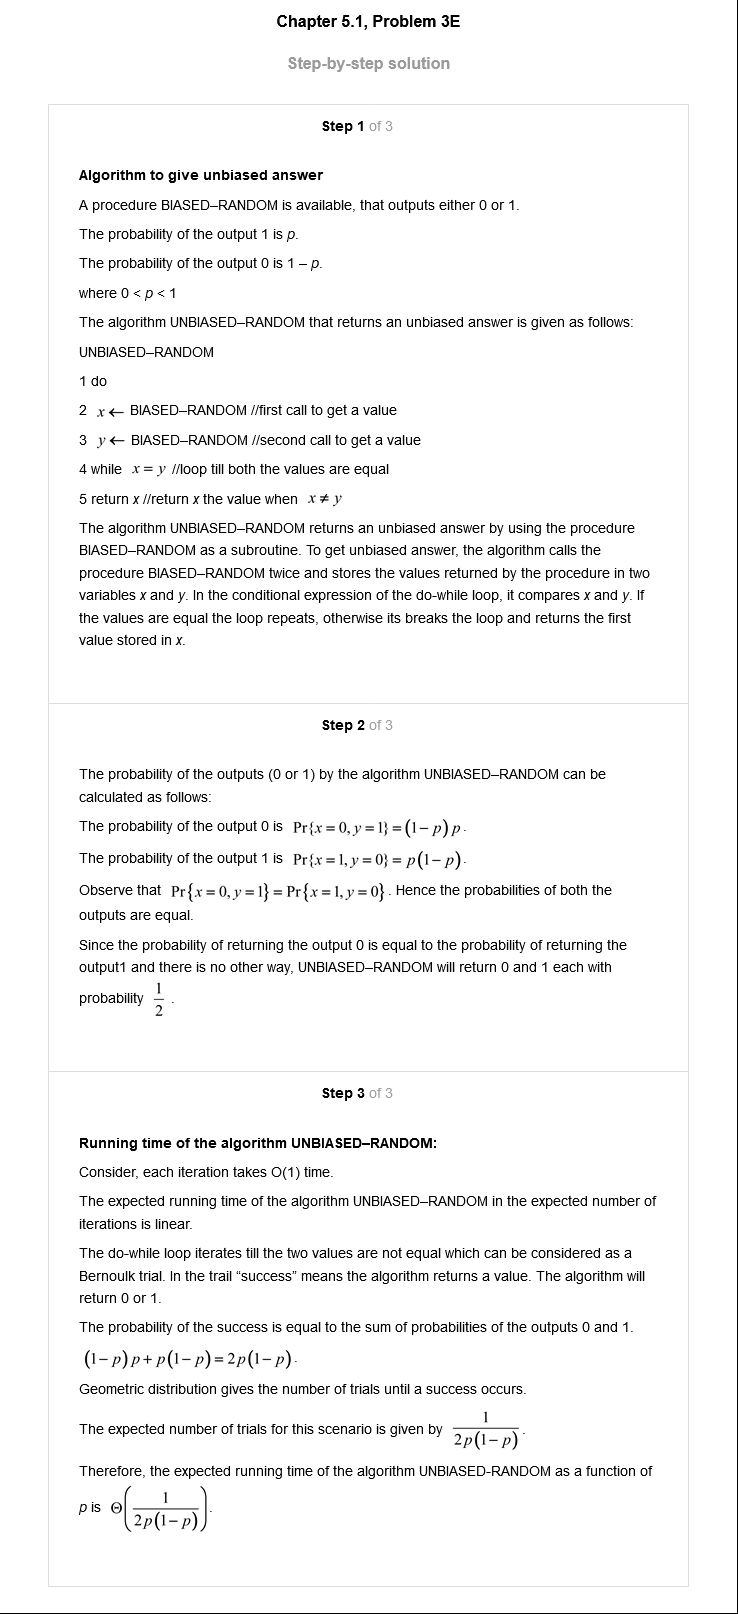 Chapter 5.1, Problem 3E
Step-by-step solution
Step 1 of 3
Algorithm to give unbiased answer
A procedure BIASED–RANDOM is available, that outputs either 0 or 1.
The probability of the output 1 is p.
The probability of the output 0 is 1 – p.
where 0 < p < 1
The algorithm UNBIASED–RANDOM that returns an unbiased answer is given as follows:
UNBIASED–RANDOM
1 do
2 x ← BIASED–RANDOM //first call to get a value
3 y ← BIASED–RANDOM //second call to get a value
4 while x = y //loop till both the values are equal
5 return x //return x the value when x ≠ y
The algorithm UNBIASED–RANDOM returns an unbiased answer by using the procedure
BIASED–RANDOM as a subroutine. To get unbiased answer, the algorithm calls the
procedure BIASED–RANDOM twice and stores the values returned by the procedure in two
variables x and y. In the conditional expression of the do-while loop, it compares x and y. If
the values are equal the loop repeats, otherwise its breaks the loop and returns the first
value stored in x.
Step 2 of 3
The probability of the outputs (0 or 1) by the algorithm UNBIASED–RANDOM can be
calculated as follows:
The probability of the output 0 is Pr{x = 0, y = 1} = (1 − p) p.
The probability of the output 1 is Pr{x = 1, y = 0} = p(1 − p).
Observe that Pr{x = 0, y = 1} = Pr{x = 1, y = 0}. Hence the probabilities of both the
outputs are equal.
Since the probability of returning the output 0 is equal to the probability of returning the
output1 and there is no other way, UNBIASED–RANDOM will return 0 and 1 each with
probability 1/2.
Step 3 of 3
Running time of the algorithm UNBIASED–RANDOM:
Consider, each iteration takes O(1) time.
The expected running time of the algorithm UNBIASED–RANDOM in the expected number of
iterations is linear.
The do-while loop iterates till the two values are not equal which can be considered as a
Bernoulk trial. In the trail “success” means the algorithm returns a value. The algorithm will
return 0 or 1.
The probability of the success is equal to the sum of probabilities of the outputs 0 and 1.
(1 − p) p + p(1 − p) = 2p(1 − p).
Geometric distribution gives the number of trials until a success occurs.
The expected number of trials for this scenario is given by 1/(2p(1 − p)).
Therefore, the expected running time of the algorithm UNBIASED-RANDOM as a function of
p is Θ(1/(2p(1 − p))).